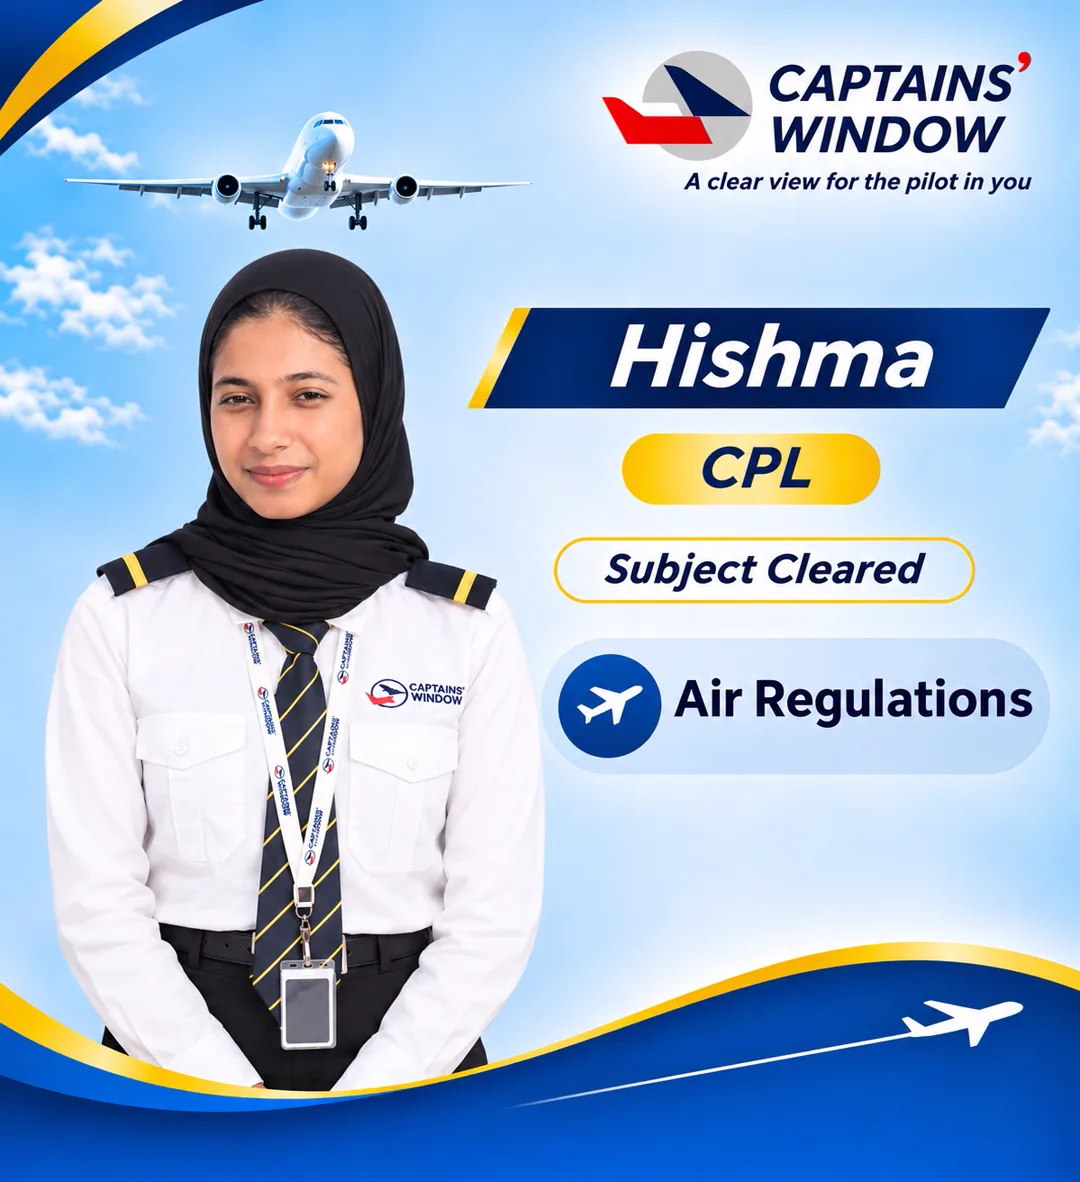 CAPTAINS’
WINDOW
A clear view for the pilot in you
Hishma
CPL
Subject Cleared
Air Regulations
CAPTAINS’
WINDOW